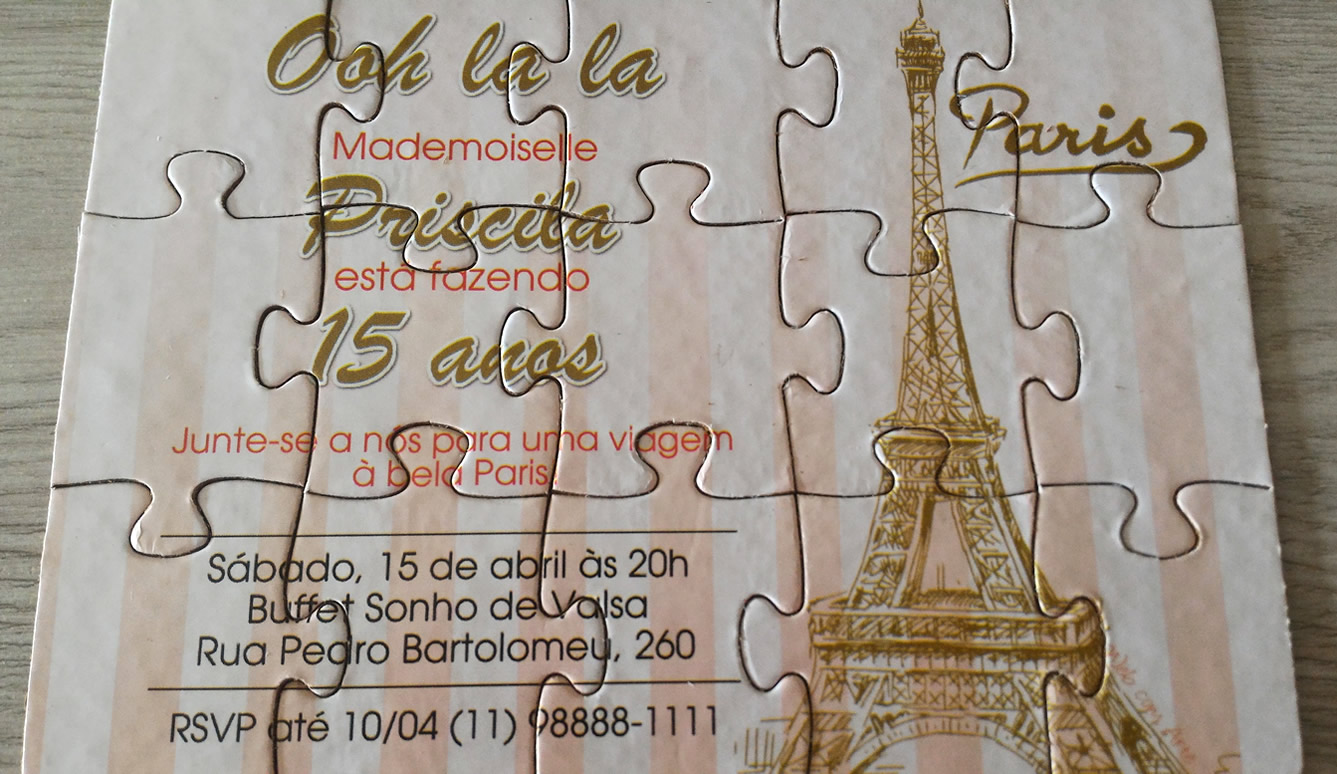 Ooh la la
Paris
Mademoiselle
Priscila
está fazendo
15 anos
Junte-se a nós para uma viagem
à bela Paris!
Sábado, 15 de abril às 20h
Buffet Sonho de Valsa
Rua Pedro Bartolomeu, 260
RSVP até 10/04 (11) 98888-1111